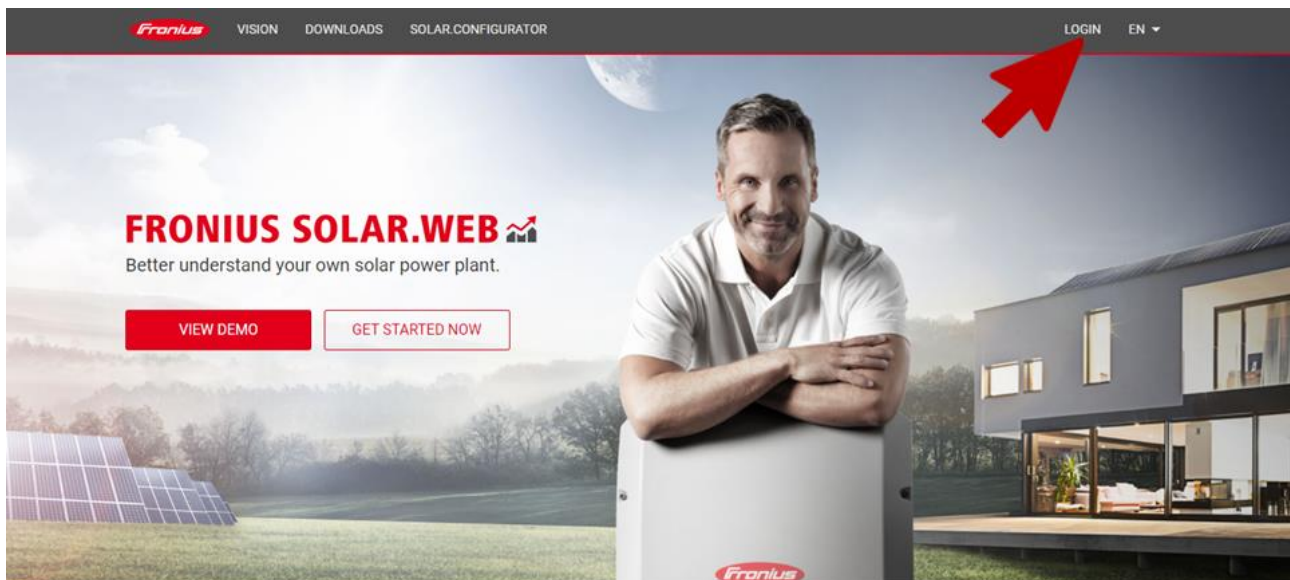 Fronius
VISION
DOWNLOADS
SOLAR.CONFIGURATOR
LOGIN
EN
FRONIUS SOLAR.WEB
Better understand your own solar power plant.
VIEW DEMO
GET STARTED NOW
Fronius